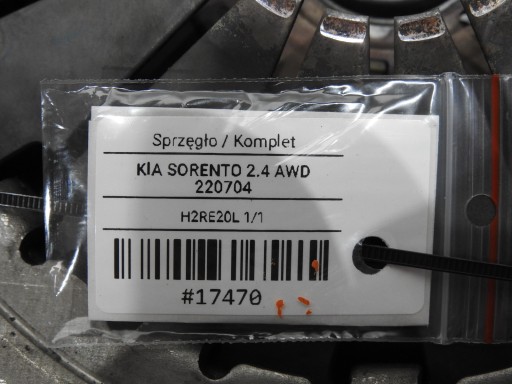 Sprzęgło / Komplet
KIA SORENTO 2.4 AWD
220704
H2RE20L 1/1
#17470